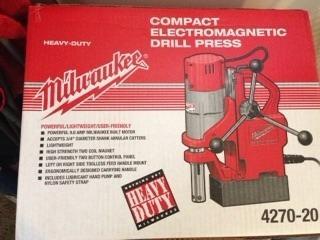 COMPACT
ELECTROMAGNETIC
DRILL PRESS
HEAVY-DUTY
Milwaukee
POWERFUL/LIGHTWEIGHT/USER-FRIENDLY
• POWERFUL 9.0 AMP MILWAUKEE BUILT MOTOR
• ACCEPTS 3/4" DIAMETER SHANK ANNULAR CUTTERS
• LIGHTWEIGHT
• HIGH STRENGTH TWO COIL MAGNET
• USER-FRIENDLY TWO BUTTON CONTROL PANEL
• LEFT OR RIGHT SIDE TOOLLESS FEED HANDLE MOUNT
• ERGONOMICALLY DESIGNED CARRYING HANDLE
• INCLUDES LUBRICANT HAND PUMP AND
NYLON SAFETY STRAP
NOTHING BUT
HEAVY
DUTY
4270-20